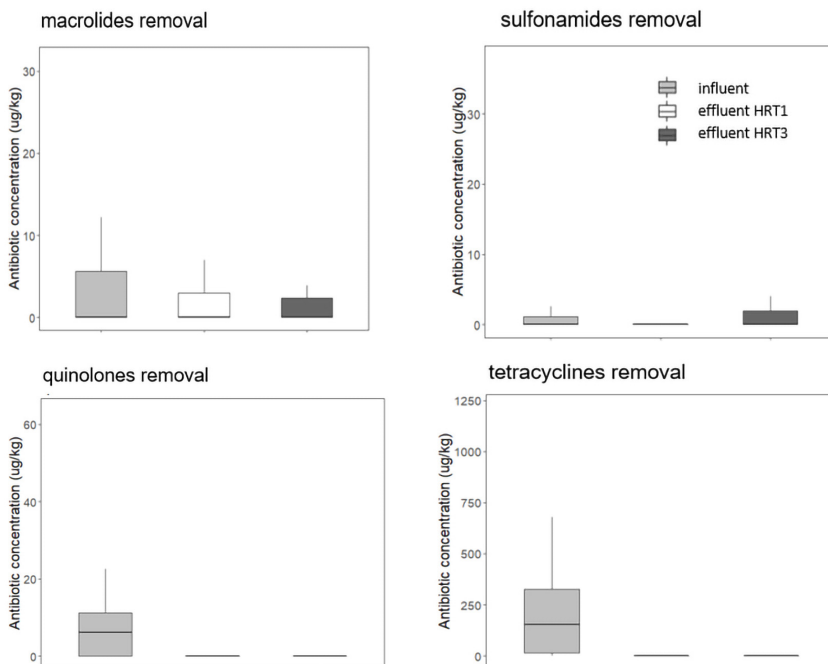 macrolides removal
Antibiotic concentration (ug/kg)
30
20
10
0
sulfonamides removal
Antibiotic concentration (ug/kg)
30
20
10
0
influent
effluent HRT1
effluent HRT3
quinolones removal
Antibiotic concentration (ug/kg)
60
40
20
0
tetracyclines removal
Antibiotic concentration (ug/kg)
1250
1000
750
500
250
0